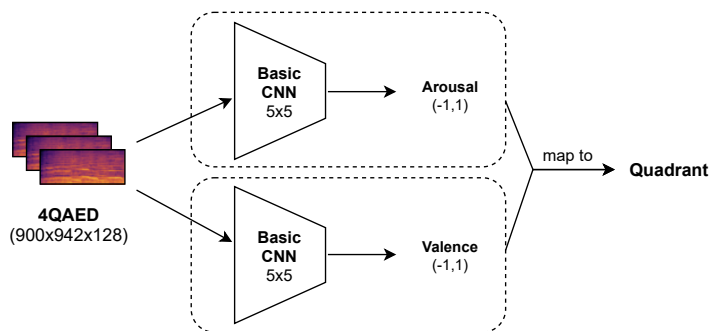 4QAED
(900x942x128)
Basic
CNN
5x5
Arousal
(-1,1)
Basic
CNN
5x5
Valence
(-1,1)
map to
Quadrant